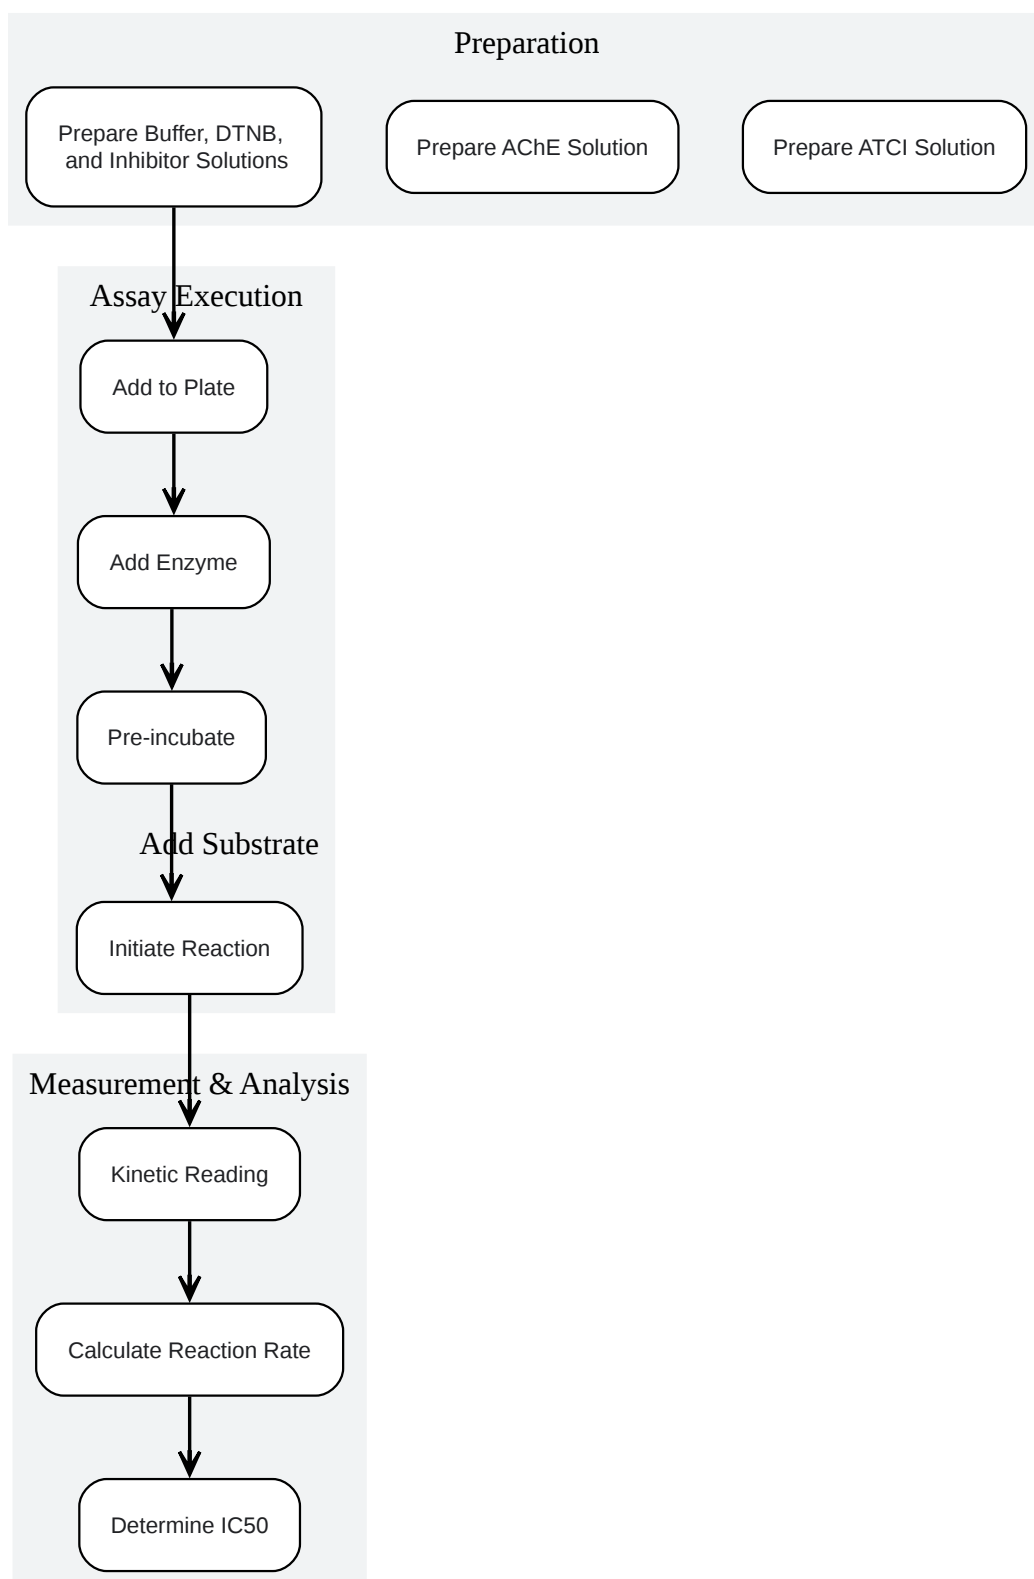 Preparation
Prepare Buffer, DTNB,
and Inhibitor Solutions
Prepare AChE Solution
Prepare ATCI Solution
Assay Execution
Add to Plate
Add Enzyme
Pre-incubate
Add Substrate
Initiate Reaction
Measurement & Analysis
Kinetic Reading
Calculate Reaction Rate
Determine IC50